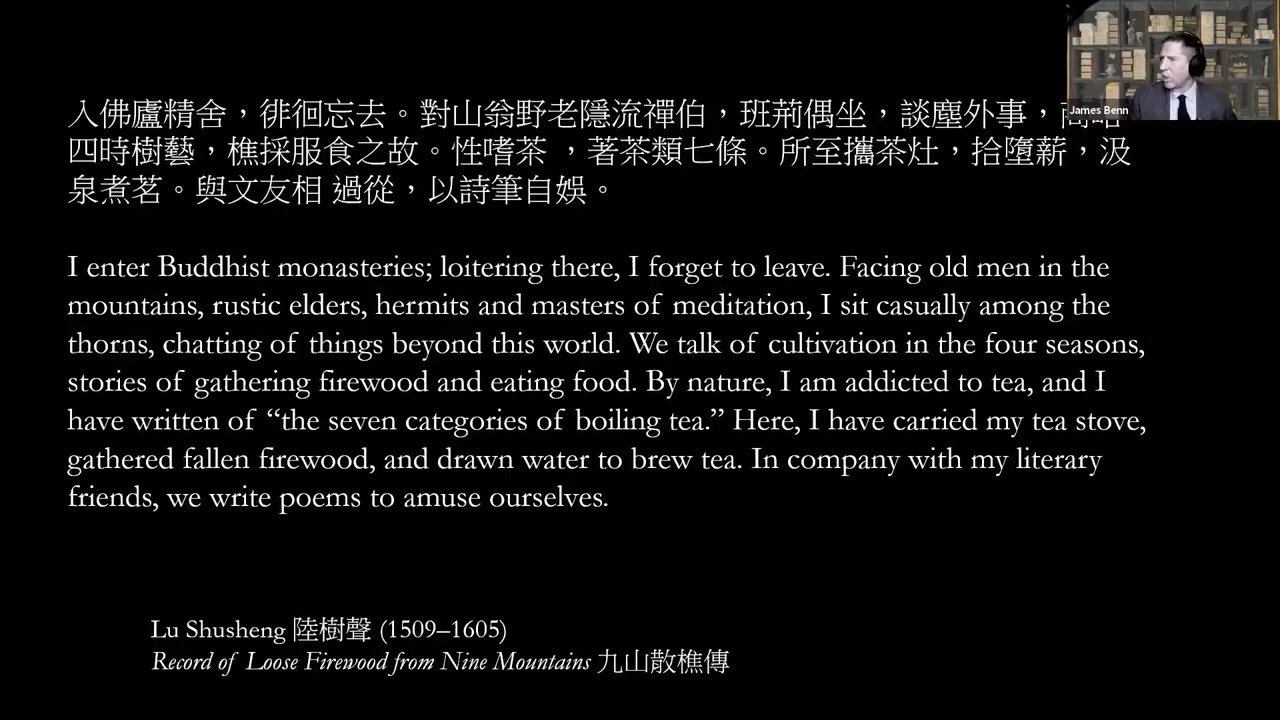 James Benn
入佛廬精舍，徘徊忘去。對山翁野老隱流禪伯，班荊偶坐，談塵外事，
四時樹藝，樵採服食之故。性嗜茶 ，著茶類七條。所至攜茶灶，拾墮薪，汲
泉煮茗。與文友相 過從，以詩筆自娛。
I enter Buddhist monasteries; loitering there, I forget to leave. Facing old men in the
mountains, rustic elders, hermits and masters of meditation, I sit casually among the
thorns, chatting of things beyond this world. We talk of cultivation in the four seasons,
stories of gathering firewood and eating food. By nature, I am addicted to tea, and I
have written of “the seven categories of boiling tea.” Here, I have carried my tea stove,
gathered fallen firewood, and drawn water to brew tea. In company with my literary
friends, we write poems to amuse ourselves.
Lu Shusheng 陸樹聲 (1509–1605)
Record of Loose Firewood from Nine Mountains 九山散樵傳